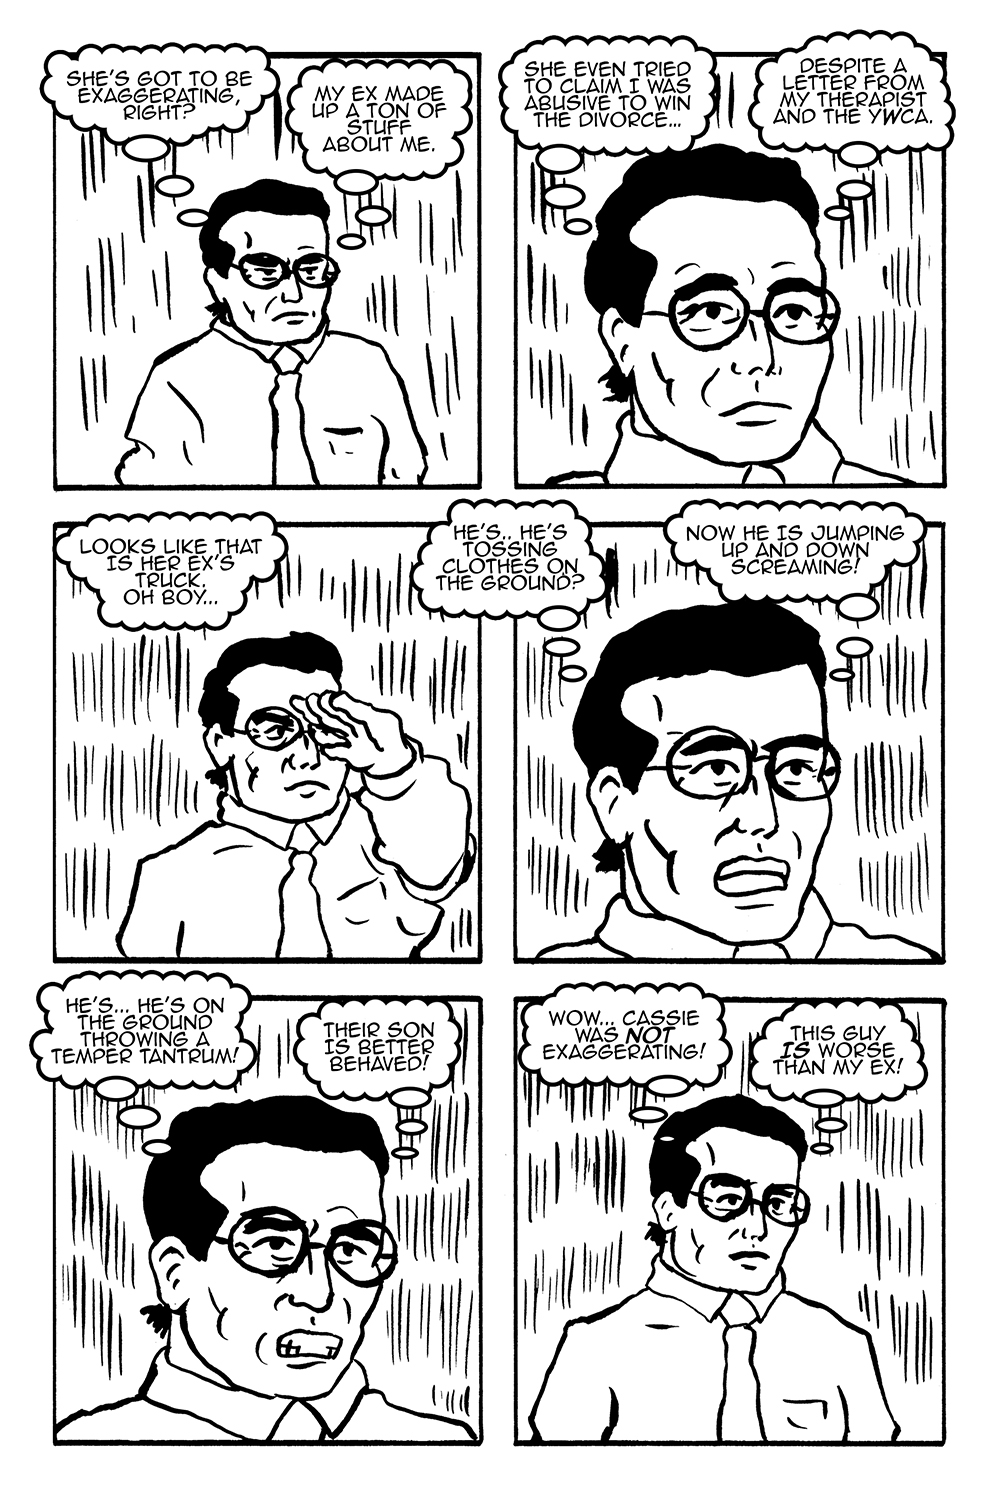 SHE'S GOT TO BE
EXAGGERATING,
RIGHT?
MY EX MADE
UP A TON OF
STUFF
ABOUT ME.
SHE EVEN TRIED
TO CLAIM I WAS
ABUSIVE TO WIN
THE DIVORCE...
DESPITE A
LETTER FROM
MY THERAPIST
AND THE YWCA.
LOOKS LIKE THAT
IS HER EX'S
TRUCK.
OH BOY...
HE'S.. HE'S
TOSSING
CLOTHES ON
THE GROUND?
NOW HE IS JUMPING
UP AND DOWN
SCREAMING!
HE'S... HE'S ON
THE GROUND
THROWING A
TEMPER TANTRUM!
THEIR SON
IS BETTER
BEHAVED!
WOW... CASSIE
WAS NOT
EXAGGERATING!
THIS GUY
IS WORSE
THAN MY EX!